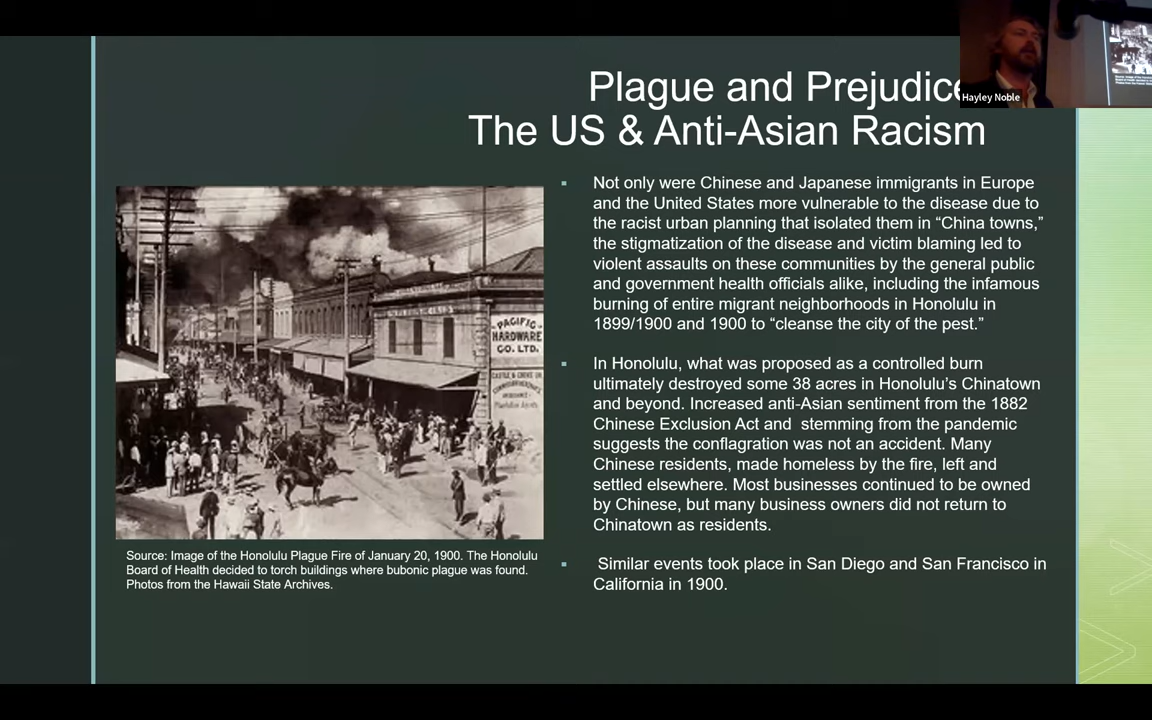 Plague and Prejudice
The US & Anti-Asian Racism
Hayley Noble
▪ Not only were Chinese and Japanese immigrants in Europe
and the United States more vulnerable to the disease due to
the racist urban planning that isolated them in “China towns,”
the stigmatization of the disease and victim blaming led to
violent assaults on these communities by the general public
and government health officials alike, including the infamous
burning of entire migrant neighborhoods in Honolulu in
1899/1900 and 1900 to “cleanse the city of the pest.”
▪ In Honolulu, what was proposed as a controlled burn
ultimately destroyed some 38 acres in Honolulu’s Chinatown
and beyond. Increased anti-Asian sentiment from the 1882
Chinese Exclusion Act and stemming from the pandemic
suggests the conflagration was not an accident. Many
Chinese residents, made homeless by the fire, left and
settled elsewhere. Most businesses continued to be owned
by Chinese, but many business owners did not return to
Chinatown as residents.
▪ Similar events took place in San Diego and San Francisco in
California in 1900.
PACIFIC
HARDWARE
CO. LTD.
Source: Image of the Honolulu Plague Fire of January 20, 1900. The Honolulu
Board of Health decided to torch buildings where bubonic plague was found.
Photos from the Hawaii State Archives.